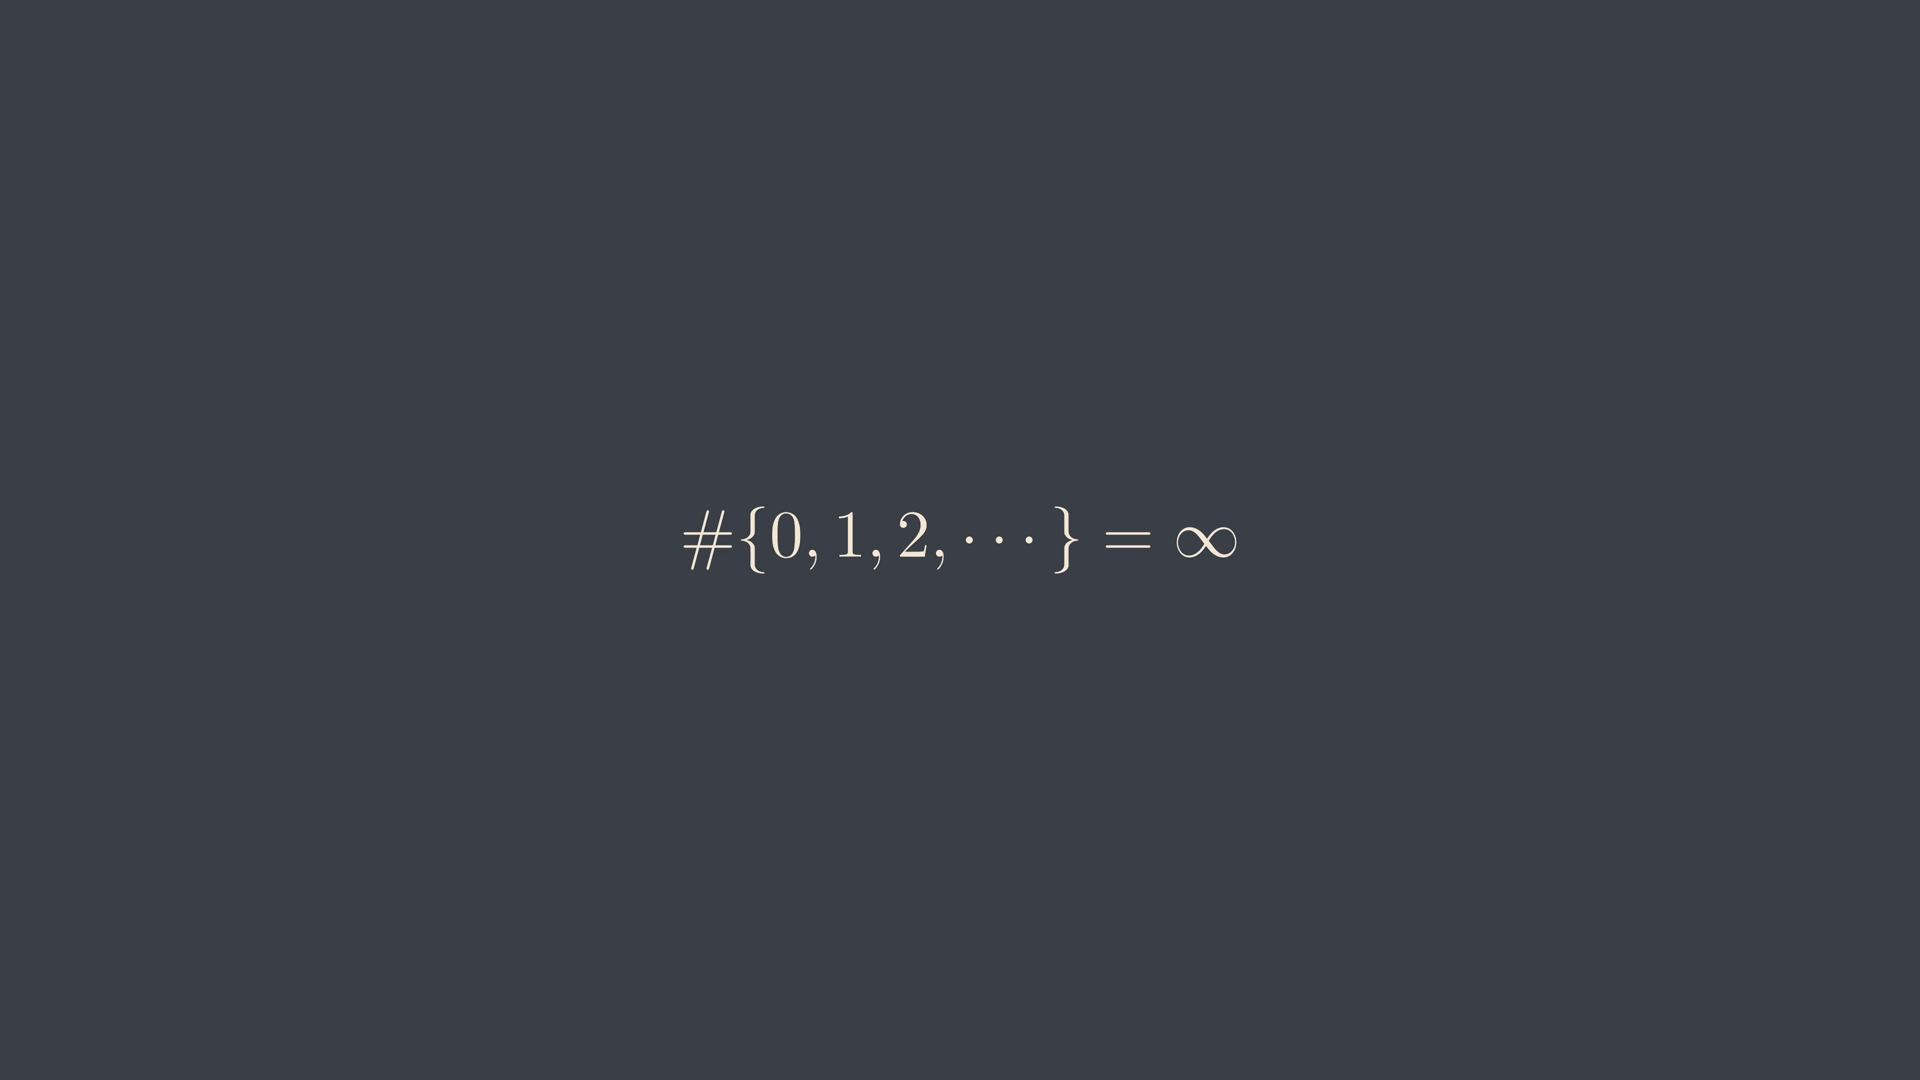 #{0, 1, 2, ⋯} = ∞